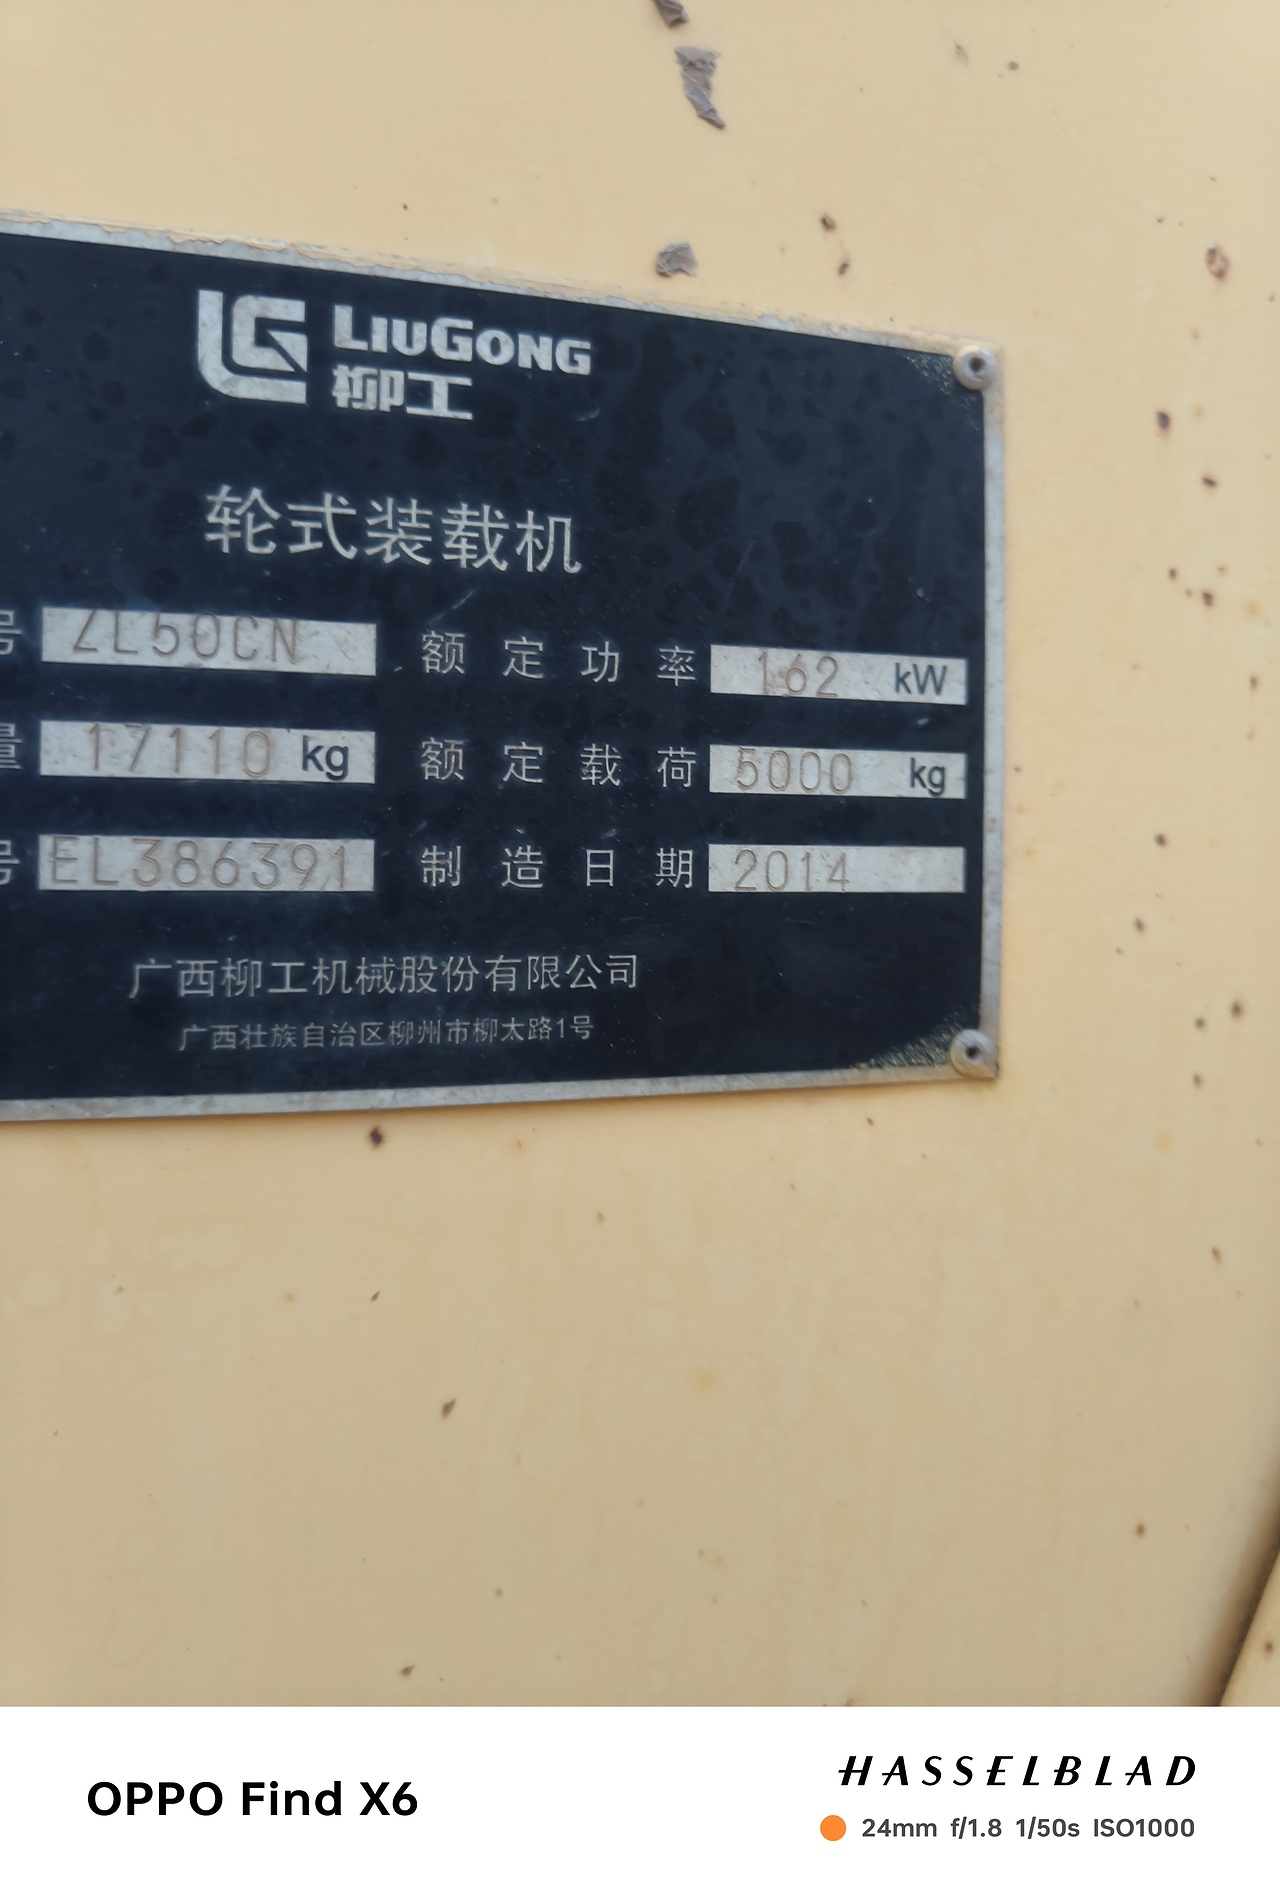 LIUGONG
柳工
轮式装载机
号 ZL50CN 额定功率 162 kW
量 17110 kg 额定载荷 5000 kg
号 EL386391 制造日期 2014
广西柳工机械股份有限公司
广西壮族自治区柳州市柳太路1号
OPPO Find X6
HASSELBLAD
24mm f/1.8 1/50s ISO1000